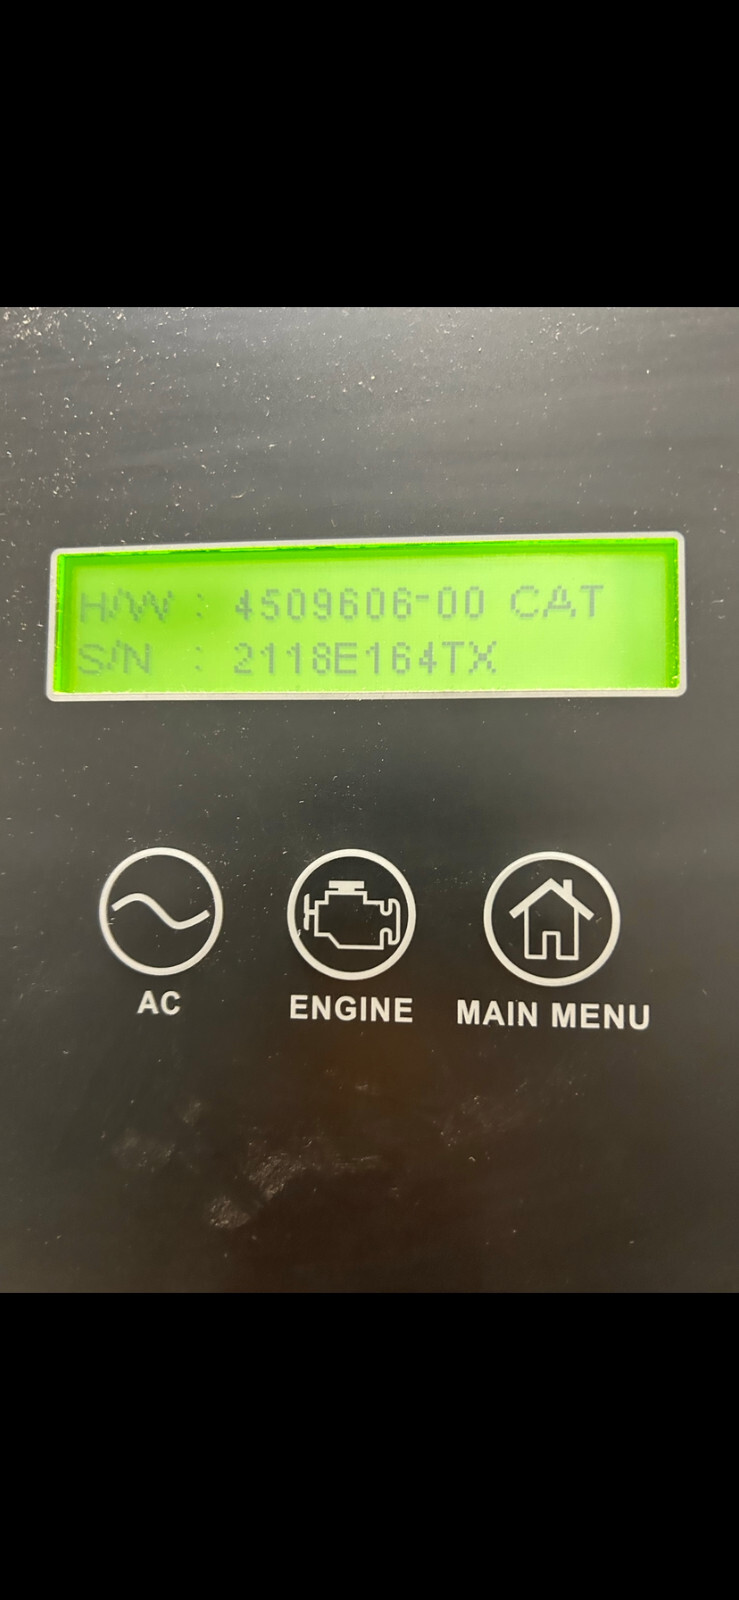 H/W : 4509606-00 CAT
S/N : 2118E164TX
AC
ENGINE
MAIN MENU